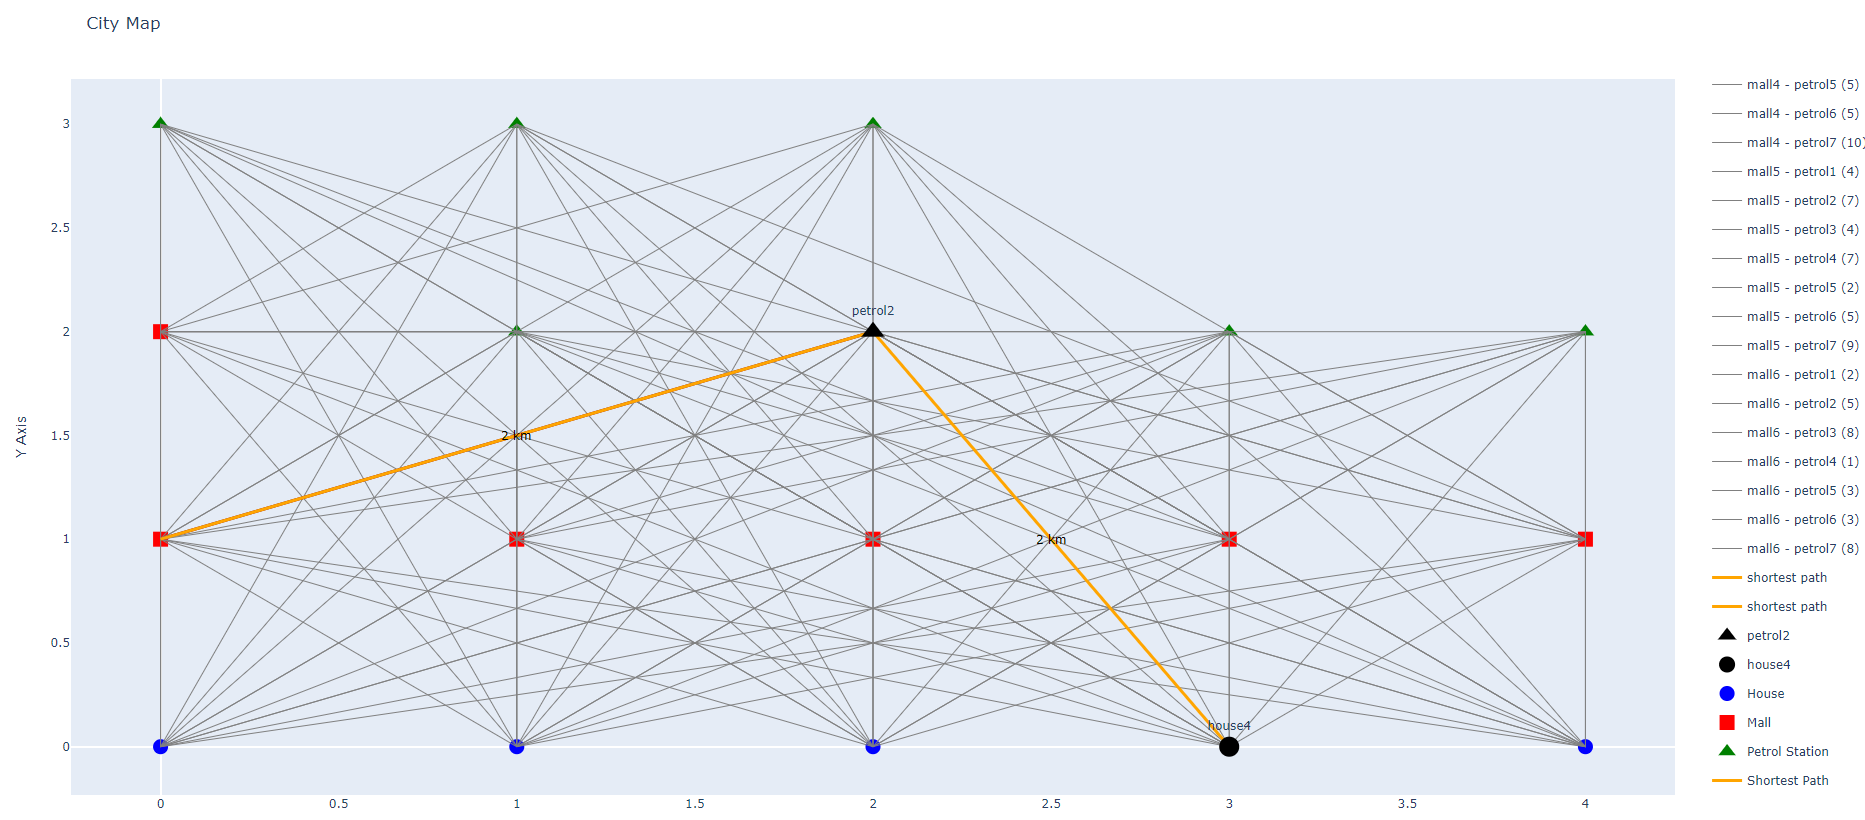 City Map
3
2.5
2
1.5
1
0.5
0
Y Axis
0
0.5
1
1.5
2
2.5
3
3.5
4
petrol2
2 km
2 km
house4
mall4 - petrol5 (5)
mall4 - petrol6 (5)
mall4 - petrol7 (10)
mall5 - petrol1 (4)
mall5 - petrol2 (7)
mall5 - petrol3 (4)
mall5 - petrol4 (7)
mall5 - petrol5 (2)
mall5 - petrol6 (5)
mall5 - petrol7 (9)
mall6 - petrol1 (2)
mall6 - petrol2 (5)
mall6 - petrol3 (8)
mall6 - petrol4 (1)
mall6 - petrol5 (3)
mall6 - petrol6 (3)
mall6 - petrol7 (8)
shortest path
shortest path
petrol2
house4
House
Mall
Petrol Station
Shortest Path